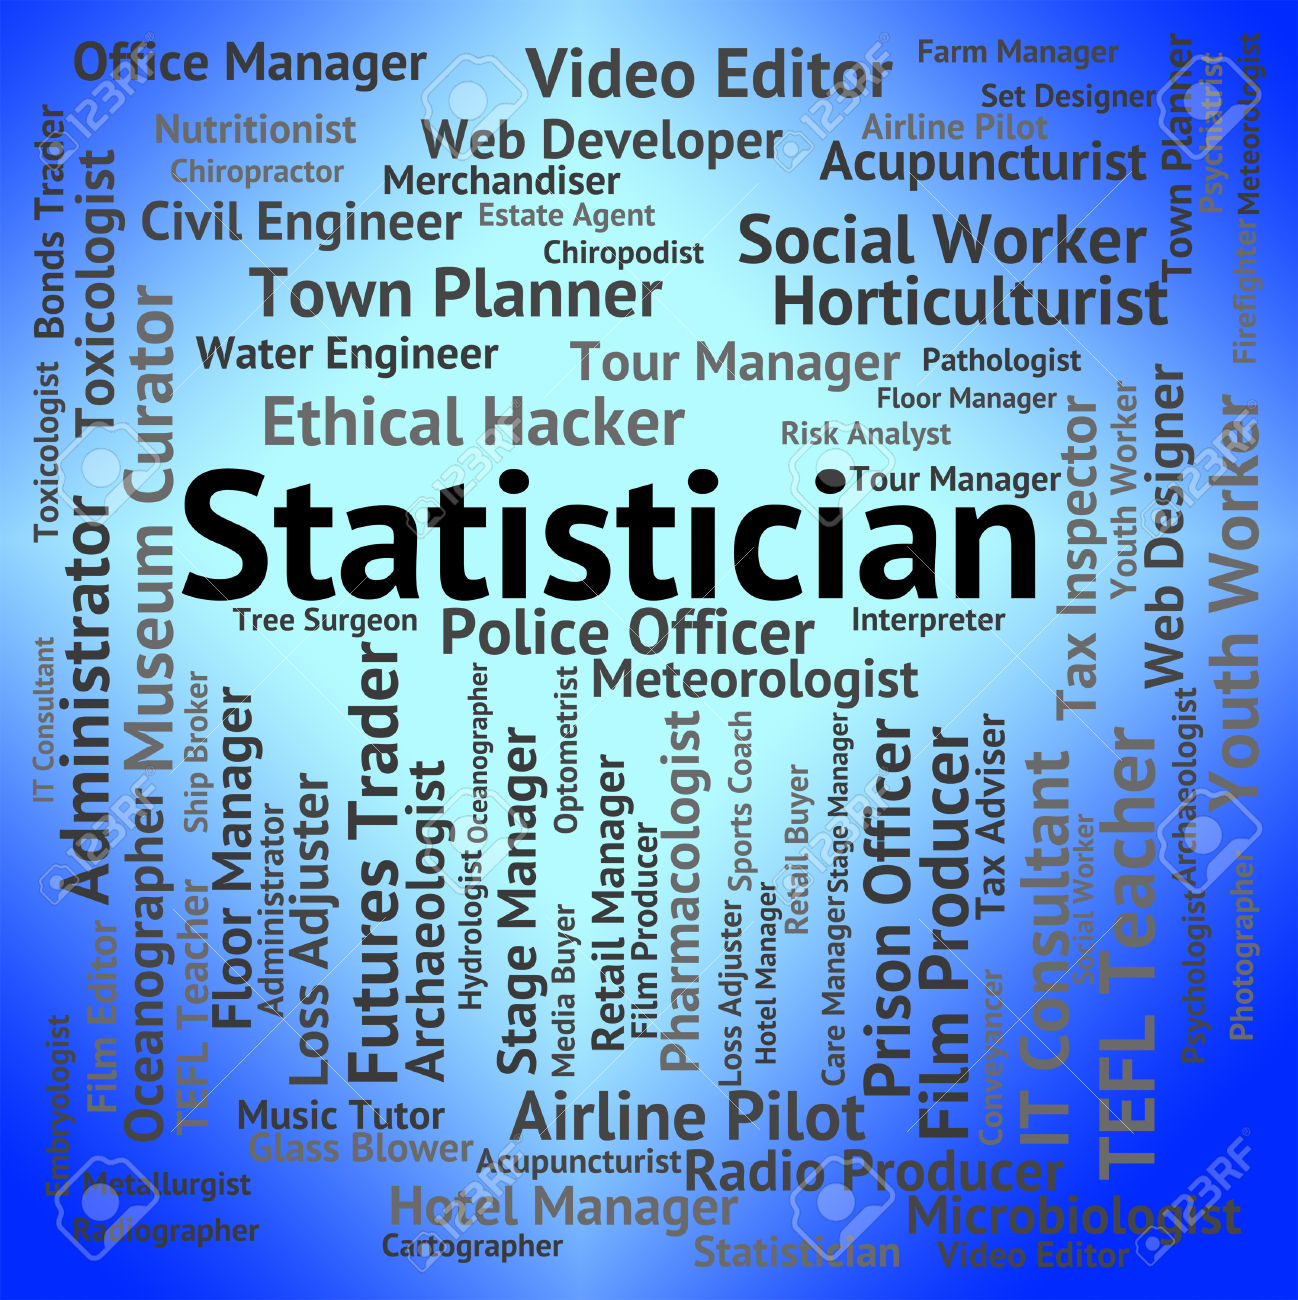 Office Manager
Video Editor
Farm Manager
Set Designer
Nutritionist
Web Developer
Airline Pilot
Chiropractor
Merchandiser
Acupuncturist
Civil Engineer
Estate Agent
Chiropodist
Social Worker
Town Planner
Horticulturist
Water Engineer
Tour Manager
Pathologist
Floor Manager
Ethical Hacker
Risk Analyst
Tour Manager
Statistician
Tree Surgeon
Police Officer
Interpreter
Meteorologist
Bonds Trader
Toxicologist
Toxicologist
Museum Curator
Administrator
IT Consultant
Ship Broker
Floor Manager
Futures Trader
Oceanographer
Administrator
Loss Adjuster
Archaeologist
Oceanographer
Hydrologist
Stage Manager
Optometrist
Retail Manager
Media Buyer
Film Producer
Pharmacologist
Sports Coach
Loss Adjuster
Hotel Manager
Retail Buyer
Stage Manager
Care Manager
Prison Officer
Film Producer
Tax Adviser
Conveyancer
IT Consultant
Social Worker
TEFL Teacher
Archaeologist
Psychologist
Photographer
Youth Worker
Web Designer
Youth Worker
Tax Inspector
Town Planner
Psychiatrist
Meteorologist
Firefighter
Film Editor
TEFL Teacher
Embryologist
Music Tutor
Airline Pilot
Glass Blower
Acupuncturist
Radio Producer
Metallurgist
Hotel Manager
Microbiologist
Radiographer
Cartographer
Statistician
Video Editor
123RF